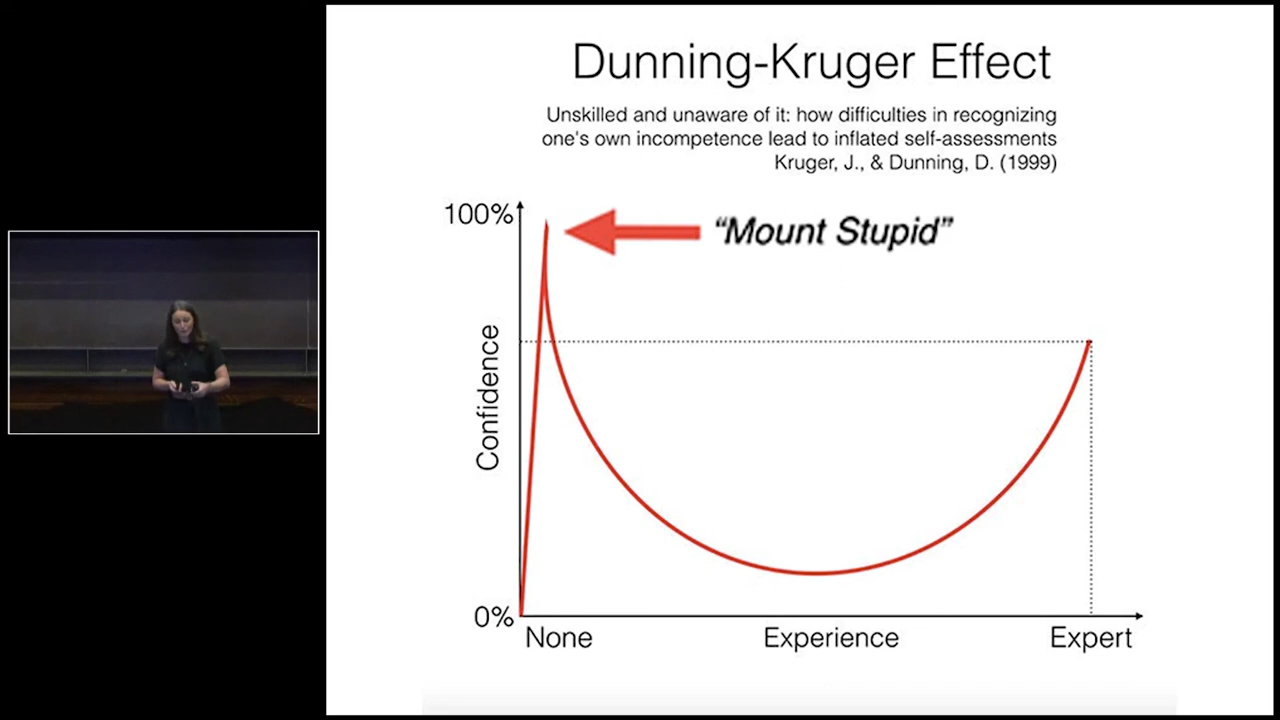 Dunning-Kruger Effect
Unskilled and unaware of it: how difficulties in recognizing
one's own incompetence lead to inflated self-assessments
Kruger, J., & Dunning, D. (1999)
100%
“Mount Stupid”
Confidence
0%
None
Experience
Expert